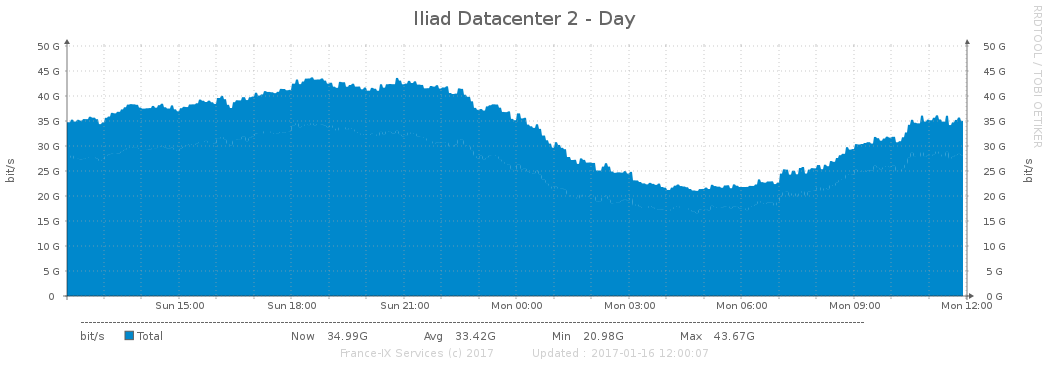 Iliad Datacenter 2 - Day
RRDTOOL / TOBI OETIKER
50 G 50 G
45 G 45 G
40 G 40 G
35 G 35 G
30 G 30 G
25 G 25 G
20 G 20 G
15 G 15 G
10 G 10 G
5 G 5 G
0 0 G
bit/s bit/s
Sun 15:00 Sun 18:00 Sun 21:00 Mon 00:00 Mon 03:00 Mon 06:00 Mon 09:00 Mon 12:00
bit/s Total Now 34.99G Avg 33.42G Min 20.98G Max 43.67G
France-IX Services (c) 2017 Updated : 2017-01-16 12:00:07